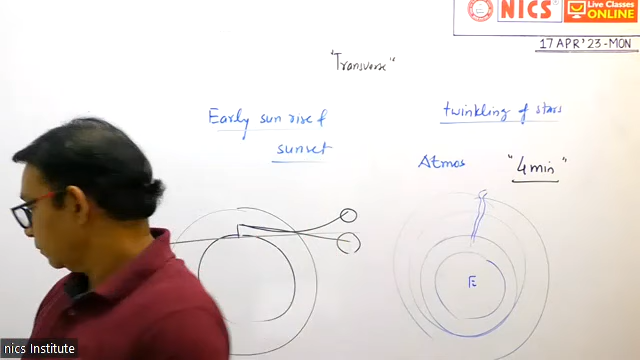 NICS
Live Classes
ONLINE
17 APR'23-MON
"Transverse"
Early sun rise &
sunset
twinkling of stars
Atmos
"4 min"
E
nics Institute